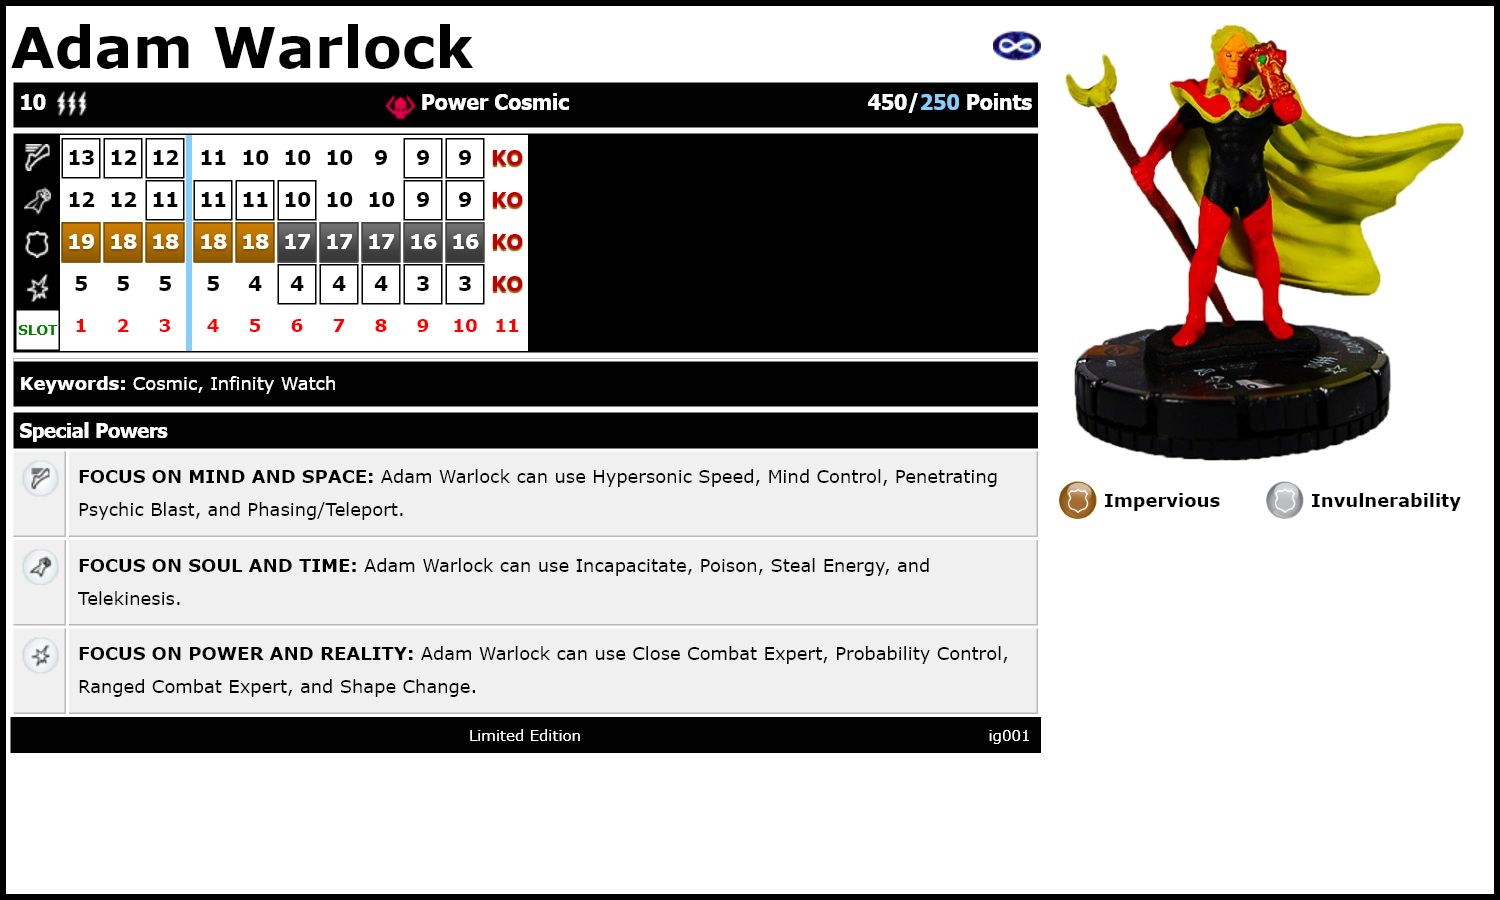 Adam Warlock
10 Power Cosmic 450/250 Points
13 12 12 11 10 10 10 9 9 9 KO
12 12 11 11 11 10 10 10 9 9 KO
19 18 18 18 18 17 17 17 16 16 KO
5 5 5 5 4 4 4 4 3 3 KO
SLOT 1 2 3 4 5 6 7 8 9 10 11
Keywords: Cosmic, Infinity Watch
Special Powers
FOCUS ON MIND AND SPACE: Adam Warlock can use Hypersonic Speed, Mind Control, Penetrating
Psychic Blast, and Phasing/Teleport.
FOCUS ON SOUL AND TIME: Adam Warlock can use Incapacitate, Poison, Steal Energy, and
Telekinesis.
FOCUS ON POWER AND REALITY: Adam Warlock can use Close Combat Expert, Probability Control,
Ranged Combat Expert, and Shape Change.
Limited Edition ig001
Impervious Invulnerability